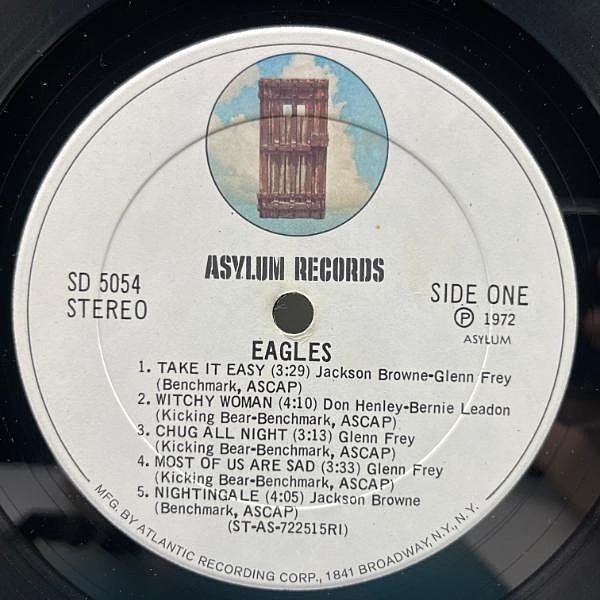 ASYLUM RECORDS
SD 5054
STEREO
SIDE ONE
Ⓟ 1972
ASYLUM
EAGLES
1. TAKE IT EASY (3:29) Jackson Browne-Glenn Frey
(Benchmark, ASCAP)
2. WITCHY WOMAN (4:10) Don Henley-Bernie Leadon
(Kicking Bear-Benchmark, ASCAP)
3. CHUG ALL NIGHT (3:13) Glenn Frey
(Kicking Bear-Benchmark, ASCAP)
4. MOST OF US ARE SAD (3:33) Glenn Frey
(Kicking Bear-Benchmark, ASCAP)
5. NIGHTINGALE (4:05) Jackson Browne
(Benchmark, ASCAP)
(ST-AS-722515RI)
MFG. BY ATLANTIC RECORDING CORP., 1841 BROADWAY, N.Y., N.Y.